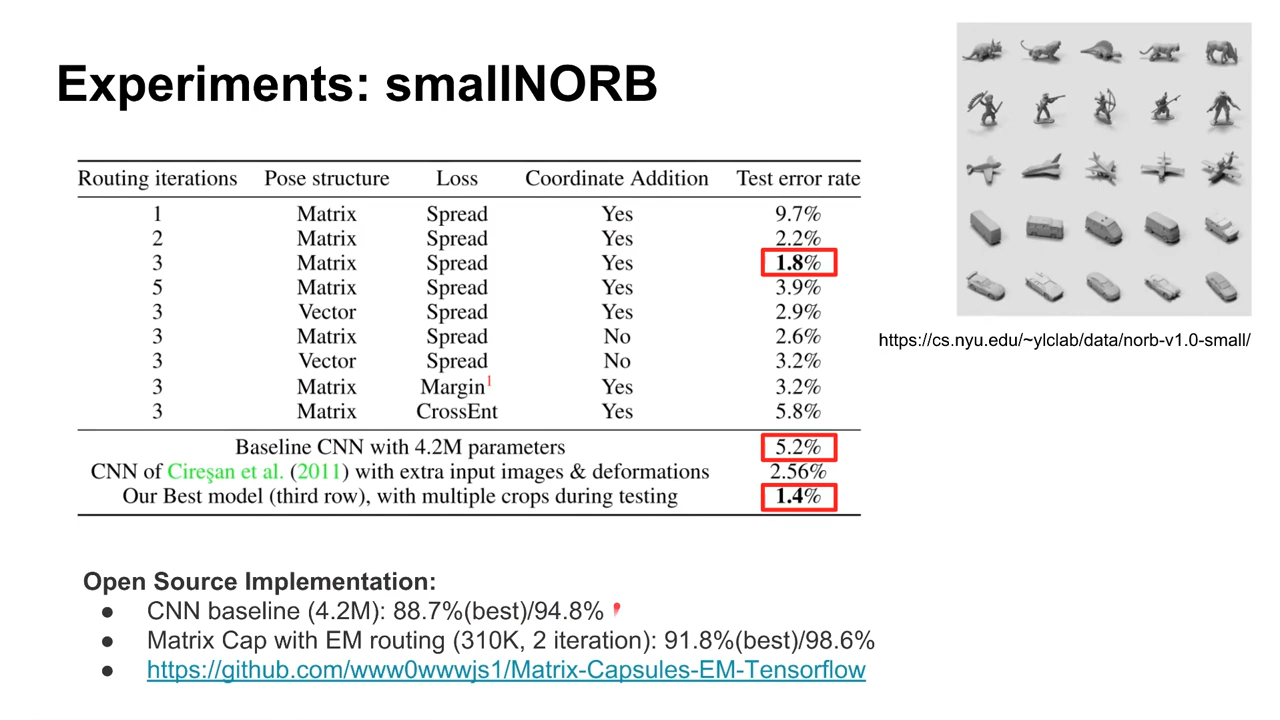 Experiments: smallNORB
Routing iterations Pose structure Loss Coordinate Addition Test error rate
1 Matrix Spread Yes 9.7%
2 Matrix Spread Yes 2.2%
3 Matrix Spread Yes 1.8%
5 Matrix Spread Yes 3.9%
3 Vector Spread Yes 2.9%
3 Matrix Spread No 2.6%
3 Vector Spread No 3.2%
3 Matrix Margin¹ Yes 3.2%
3 Matrix CrossEnt Yes 5.8%
Baseline CNN with 4.2M parameters 5.2%
CNN of Cireşan et al. (2011) with extra input images & deformations 2.56%
Our Best model (third row), with multiple crops during testing 1.4%
https://cs.nyu.edu/~ylclab/data/norb-v1.0-small/
Open Source Implementation:
● CNN baseline (4.2M): 88.7%(best)/94.8%
● Matrix Cap with EM routing (310K, 2 iteration): 91.8%(best)/98.6%
● https://github.com/www0wwwjs1/Matrix-Capsules-EM-Tensorflow